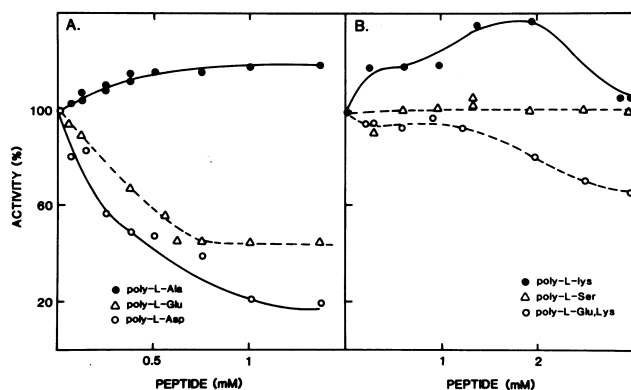 A.
B.
100
60
20
ACTIVITY (%)
poly-L-Ala
poly-L-Glu
poly-L-Asp
poly-L-lys
poly-L-Ser
poly-L-Glu,Lys
0.5
1
1
2
PEPTIDE (mM)
PEPTIDE (mM)